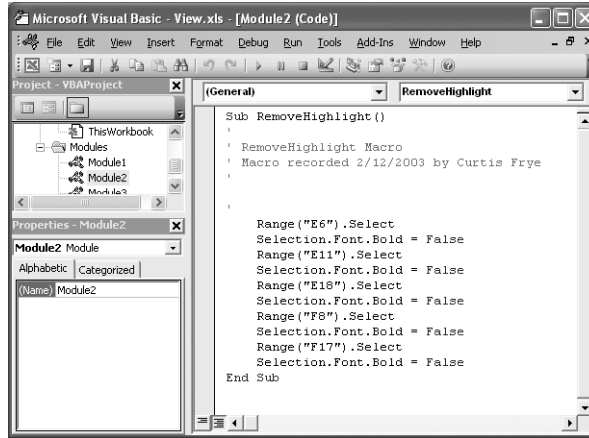 Microsoft Visual Basic - View.xls - [Module2 (Code)]
File Edit View Insert Format Debug Run Tools Add-Ins Window Help
Project - VBAProject
ThisWorkbook
Modules
Module1
Module2
Module3
Properties - Module2
Module2 Module
Alphabetic Categorized
(Name) Module2
(General) RemoveHighlight
Sub RemoveHighlight()
'
' RemoveHighlight Macro
' Macro recorded 2/12/2003 by Curtis Frye
'
'
Range("E6").Select
Selection.Font.Bold = False
Range("E11").Select
Selection.Font.Bold = False
Range("E18").Select
Selection.Font.Bold = False
Range("F8").Select
Selection.Font.Bold = False
Range("F17").Select
Selection.Font.Bold = False
End Sub